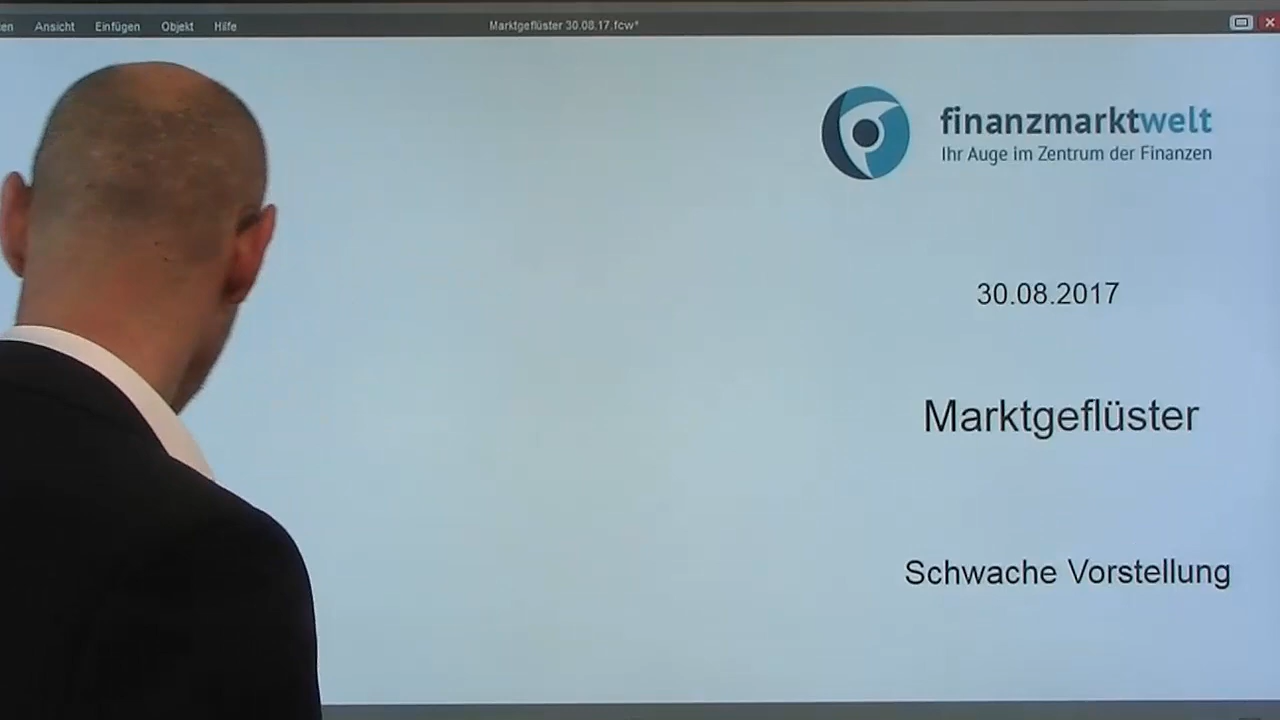 Ansicht Einfügen Objekt Hilfe
Marktgeflüster 30.08.17.fcw*
finanzmarktwelt
Ihr Auge im Zentrum der Finanzen
30.08.2017
Marktgeflüster
Schwache Vorstellung